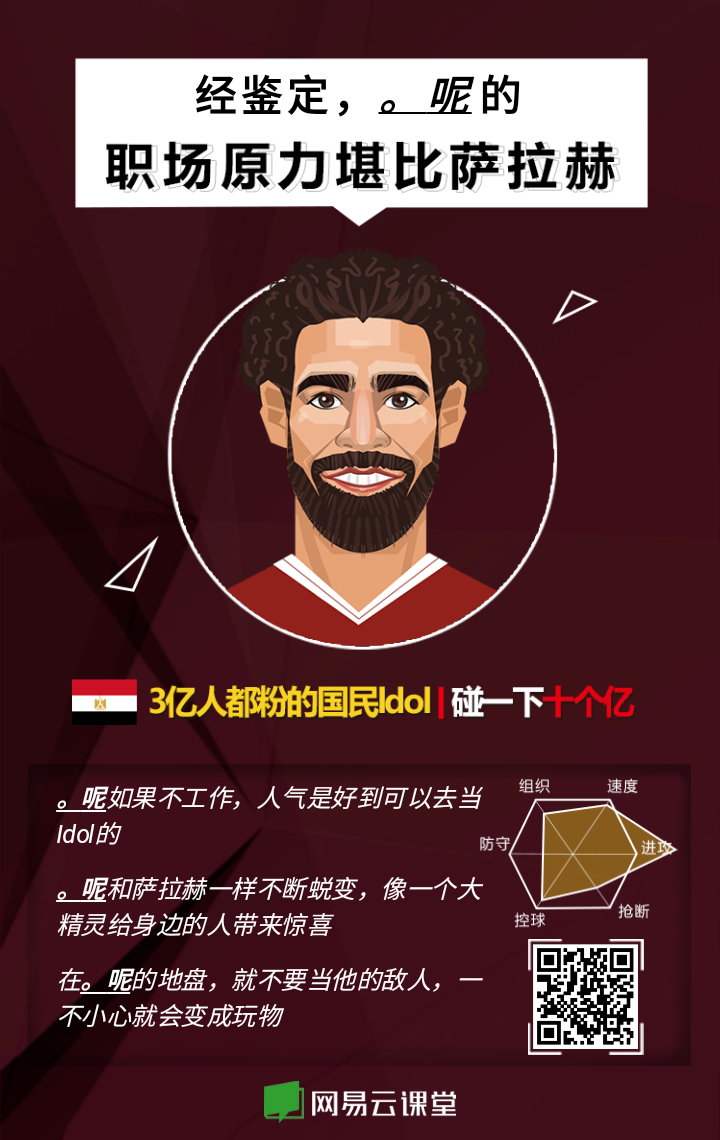 经鉴定，。呢的
职场原力堪比萨拉赫
3亿人都粉的国民Idol | 碰一下十个亿
。呢如果不工作，人气是好到可以去当
Idol的
。呢和萨拉赫一样不断蜕变，像一个大
精灵给身边的人带来惊喜
在。呢的地盘，就不要当他的敌人，一
不小心就会变成玩物
组织
速度
防守
进攻
控球
抢断
网易云课堂